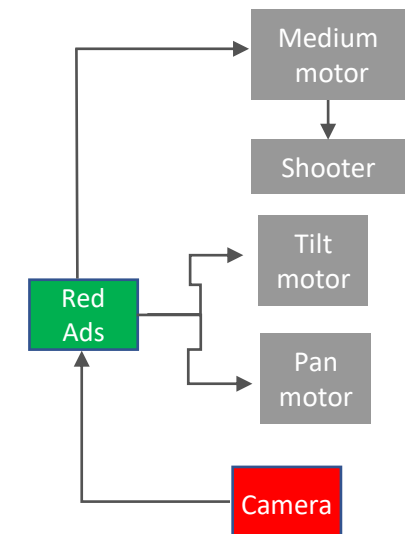 Medium
motor
Shooter
Tilt
motor
Red
Ads
Pan
motor
Camera